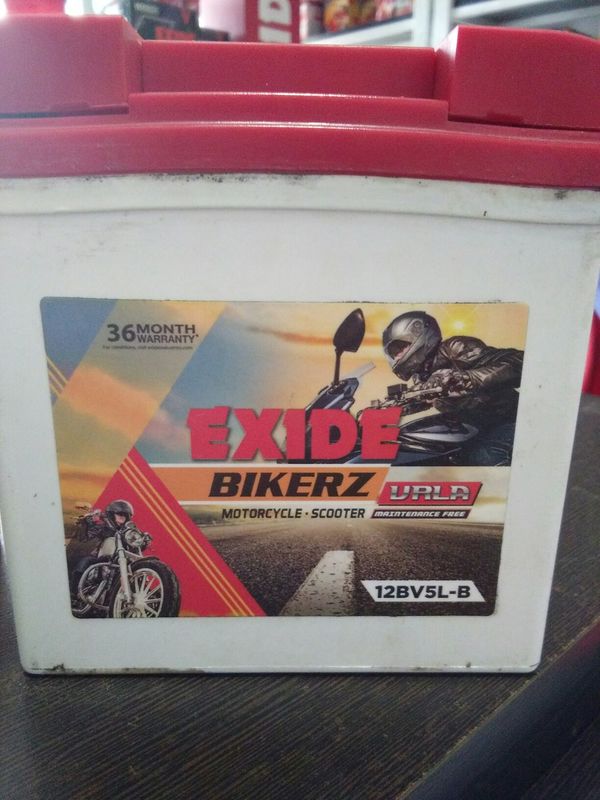 36 MONTH
WARRANTY*
EXIDE
BIKERZ
VRLA
MOTORCYCLE · SCOOTER
MAINTENANCE FREE
12BV5L-B